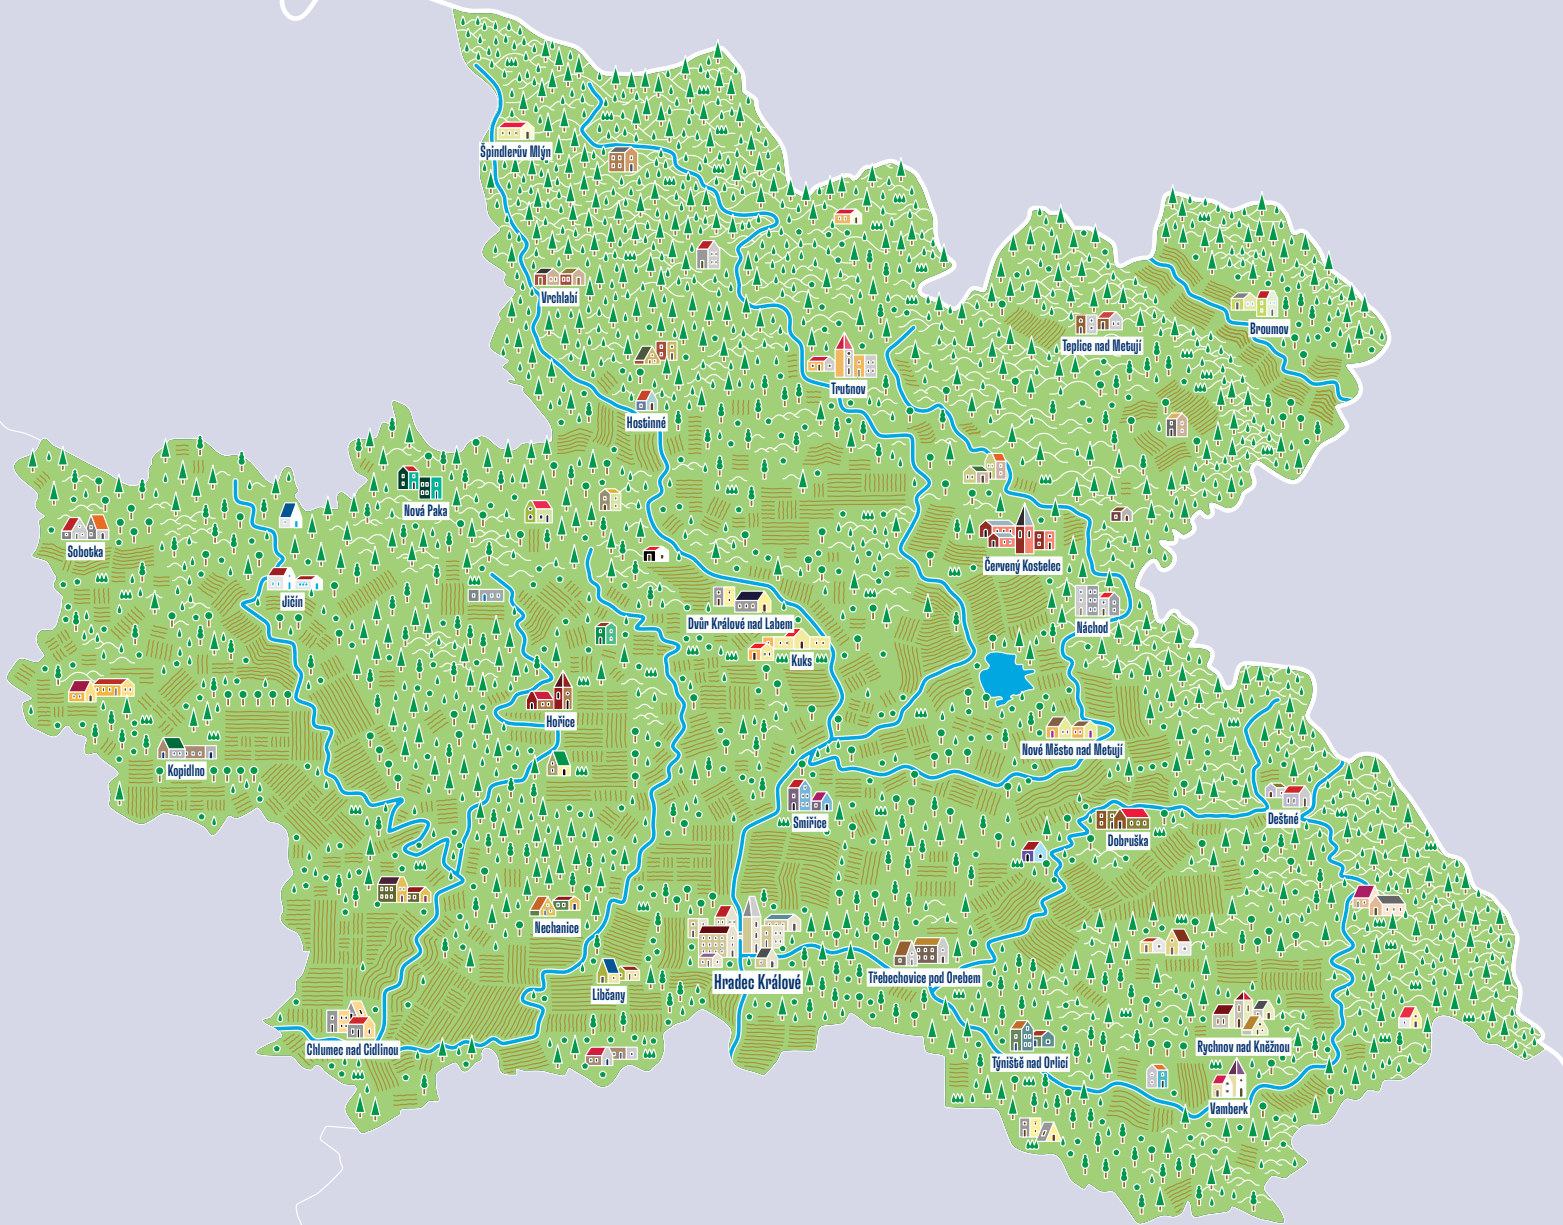 Špindlerův Mlýn
Vrchlabí
Broumov
Teplice nad Metují
Trutnov
Hostinné
Nová Paka
Sobotka
Červený Kostelec
Jičín
Dvůr Králové nad Labem
Náchod
Kuks
Hořice
Nové Město nad Metují
Kopidlno
Smiřice
Deštné
Dobruška
Nechanice
Hradec Králové
Třebechovice pod Orebem
Libčany
Rychnov nad Kněžnou
Chlumec nad Cidlinou
Týniště nad Orlicí
Vamberk